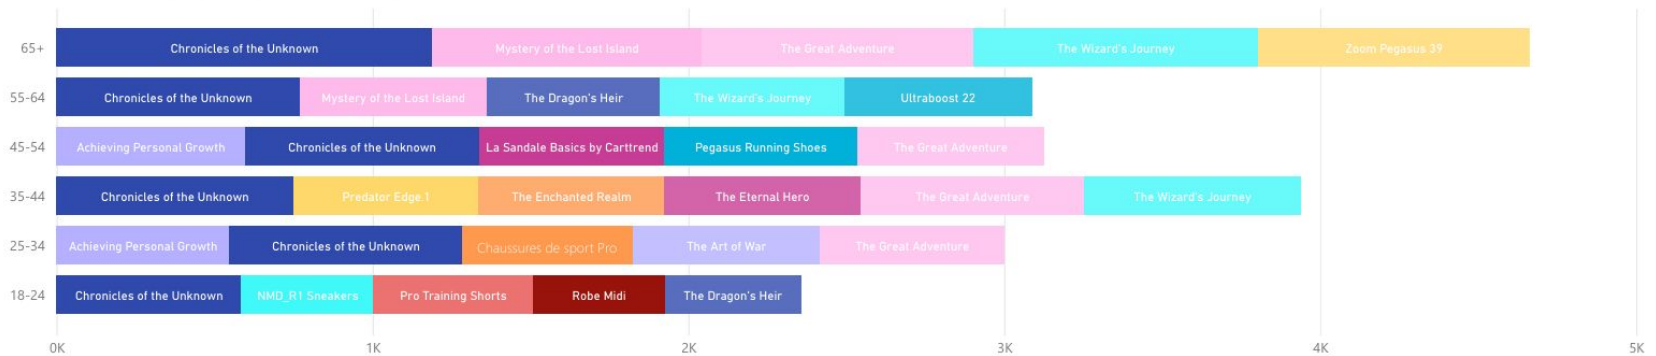 65+ Chronicles of the Unknown Mystery of the Lost Island The Great Adventure The Wizard's Journey Zoom Pegasus 39
55-64 Chronicles of the Unknown Mystery of the Lost Island The Dragon's Heir The Wizard's Journey Ultraboost 22
45-54 Achieving Personal Growth Chronicles of the Unknown La Sandale Basics by Carttrend Pegasus Running Shoes The Great Adventure
35-44 Chronicles of the Unknown Predator Edge.1 The Enchanted Realm The Eternal Hero The Great Adventure The Wizard's Journey
25-34 Achieving Personal Growth Chronicles of the Unknown Chaussures de sport Pro The Art of War The Great Adventure
18-24 Chronicles of the Unknown NMD_R1 Sneakers Pro Training Shorts Robe Midi The Dragon's Heir
0K 1K 2K 3K 4K 5K